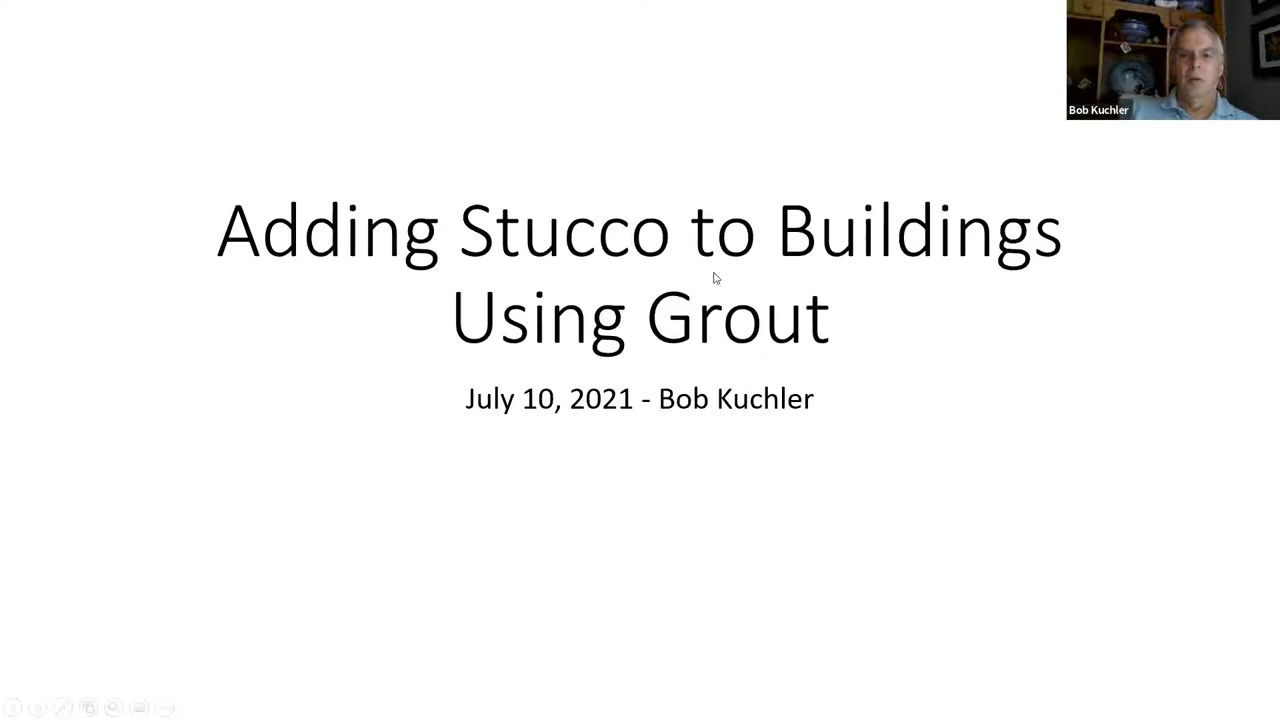 Bob Kuchler
Adding Stucco to Buildings
Using Grout
July 10, 2021 - Bob Kuchler